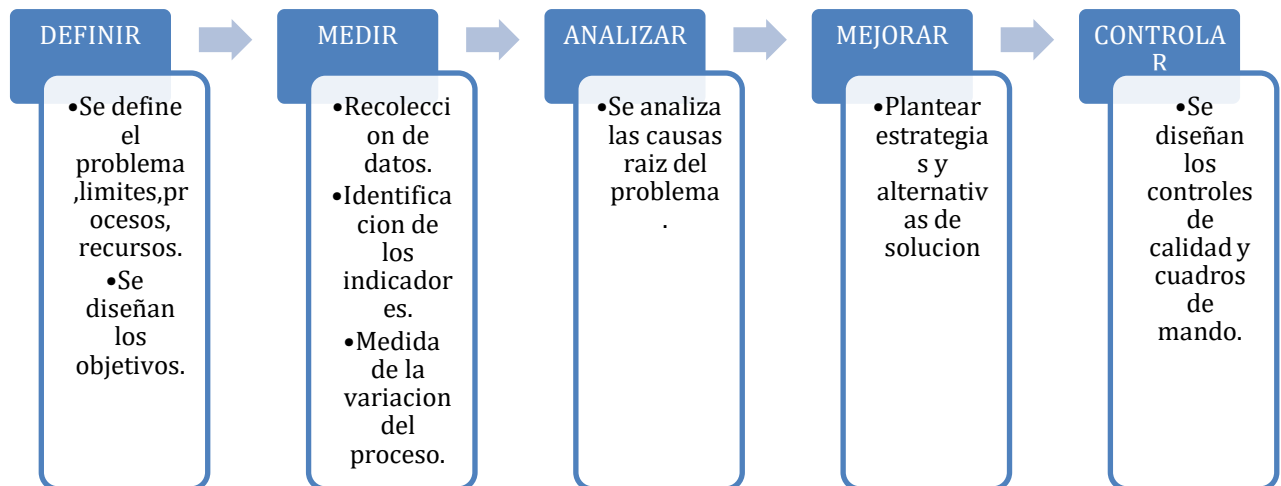 DEFINIR
•Se define
el
problema
,limites,pr
ocesos,
recursos.
•Se
diseñan
los
objetivos.
MEDIR
•Recolecci
on de
datos.
•Identifica
cion de
los
indicador
es.
•Medida
de la
variacion
del
proceso.
ANALIZAR
•Se analiza
las causas
raiz del
problema
.
MEJORAR
•Plantear
estrategia
s y
alternativ
as de
solucion
CONTROLA
R
•Se
diseñan
los
controles
de
calidad y
cuadros
de
mando.